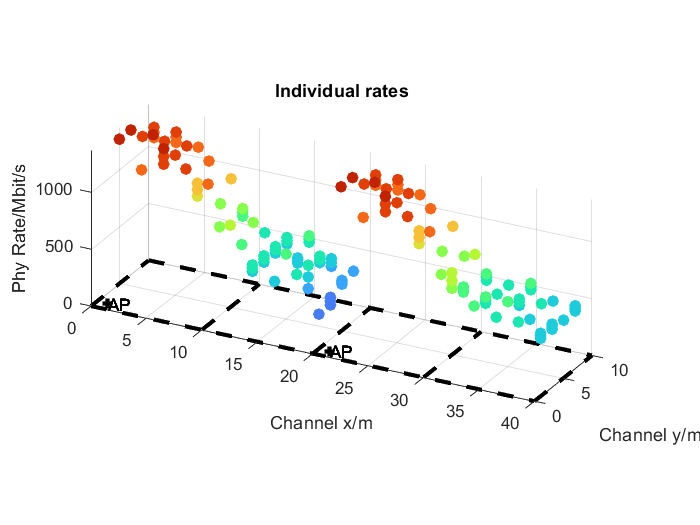 Individual rates
Phy Rate/Mbit/s
1000
500
0
AP
AP
0
5
10
15
20
25
30
35
40
Channel x/m
0
5
10
Channel y/m